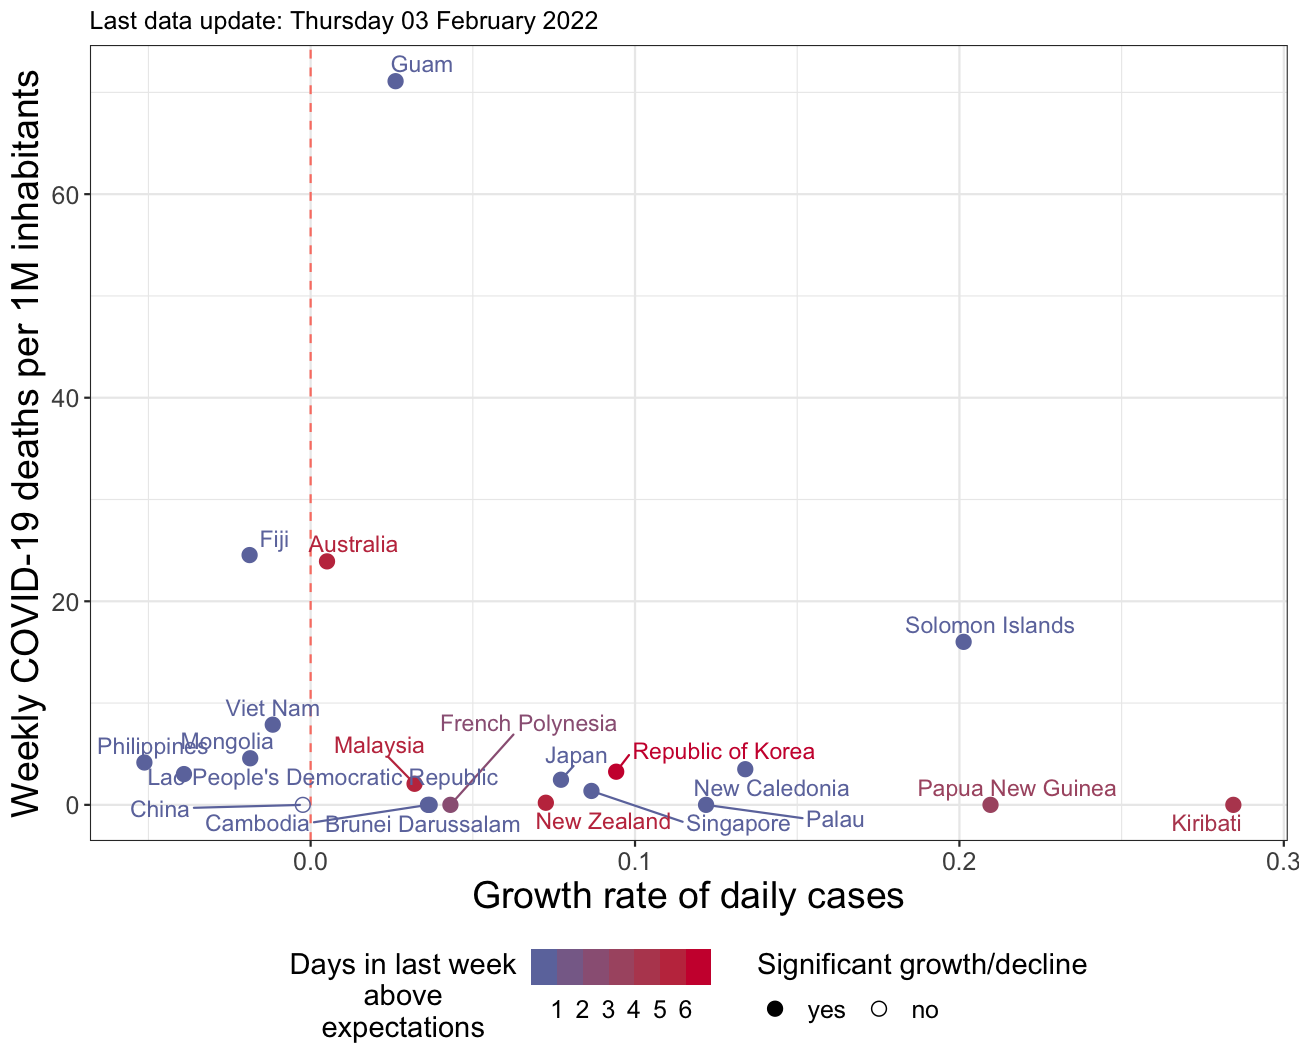 Last data update: Thursday 03 February 2022
Weekly COVID-19 deaths per 1M inhabitants
60
40
20
0
Guam
Fiji
Australia
Solomon Islands
Viet Nam
French Polynesia
Philippines
Mongolia
Malaysia
Japan
Republic of Korea
Lao People's Democratic Republic
New Caledonia
Papua New Guinea
China
Cambodia
Brunei Darussalam
New Zealand
Singapore
Palau
Kiribati
0.0
0.1
0.2
0.3
Growth rate of daily cases
Days in last week
above
expectations
1 2 3 4 5 6
Significant growth/decline
yes
no